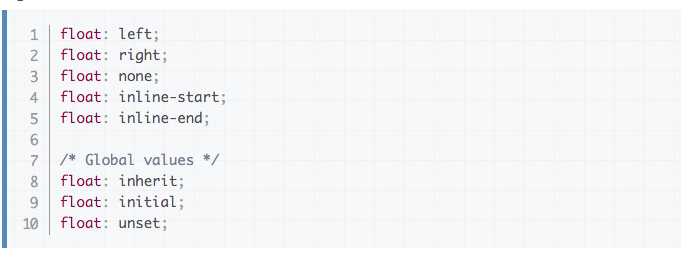 1 float: left;
2 float: right;
3 float: none;
4 float: inline-start;
5 float: inline-end;
6
7 /* Global values */
8 float: inherit;
9 float: initial;
10 float: unset;